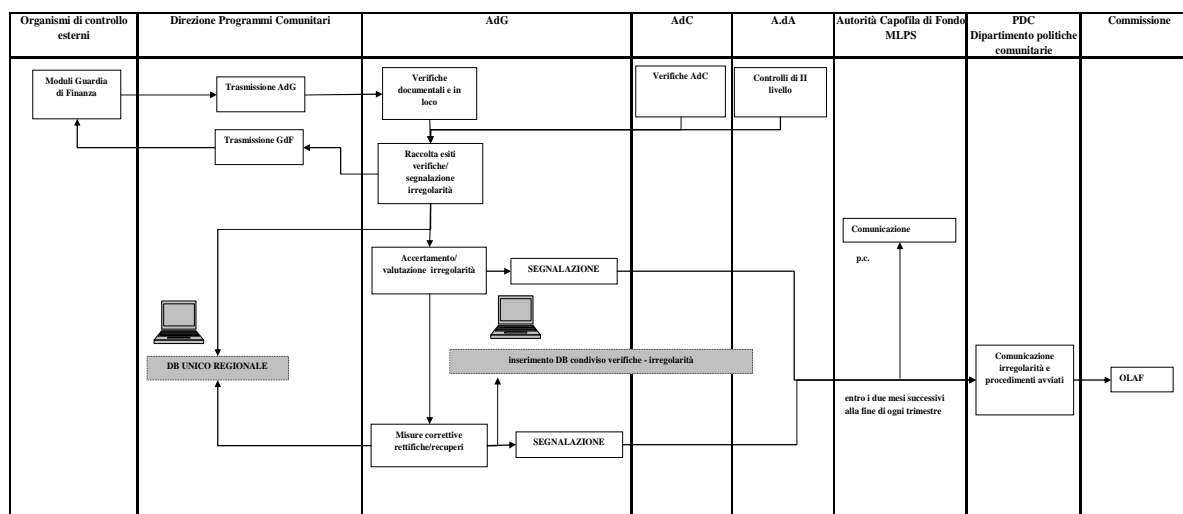 Organismi di controllo
esterni
Direzione Programmi Comunitari
AdG
AdC
A.dA
Autorità Capofila di Fondo
MLPS
PDC
Dipartimento politiche
comunitarie
Commissione
Moduli Guardia
di Finanza
Trasmissione AdG
Verifiche
documentali e in
loco
Verifiche AdC
Controlli di II
livello
Trasmissione GdF
Raccolta esiti
verifiche/
segnalazione
irregolarità
Comunicazione
p.c.
Accertamento/
valutazione irregolarità
SEGNALAZIONE
DB UNICO REGIONALE
inserimento DB condiviso verifiche - irregolarità
Comunicazione
irregolarità e
procedimenti avviati
OLAF
entro i due mesi successivi
alla fine di ogni trimestre
Misure correttive
rettifiche/recuperi
SEGNALAZIONE